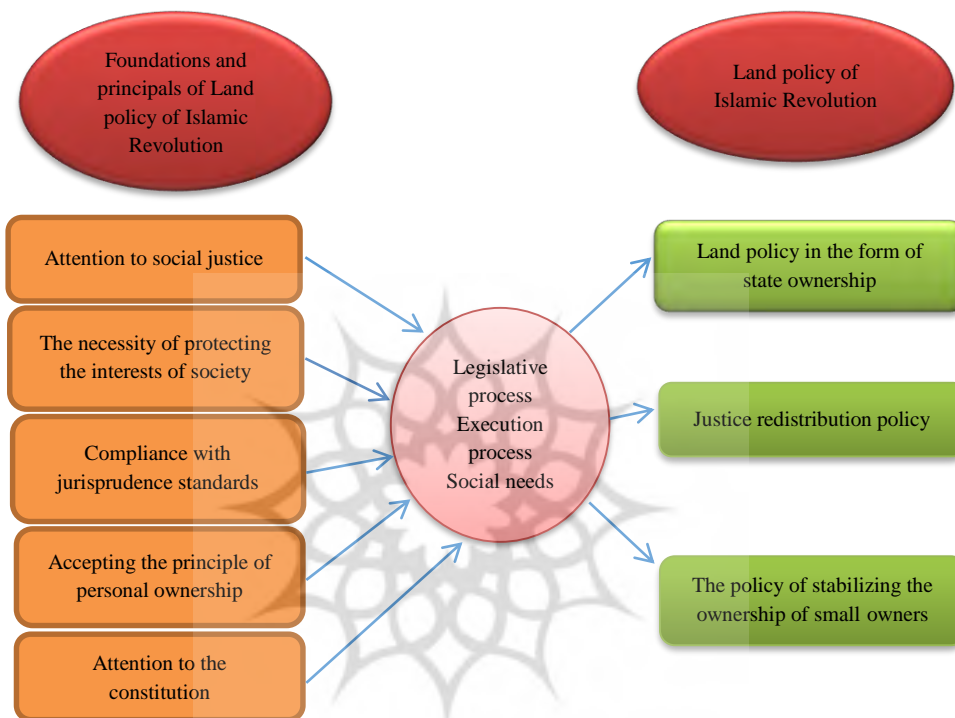 Foundations and
principals of Land
policy of Islamic
Revolution
Land policy of
Islamic Revolution
Attention to social justice
The necessity of protecting
the interests of society
Compliance with
jurisprudence standards
Accepting the principle of
personal ownership
Attention to the
constitution
Legislative
process
Execution
process
Social needs
Land policy in the form of
state ownership
Justice redistribution policy
The policy of stabilizing the
ownership of small owners